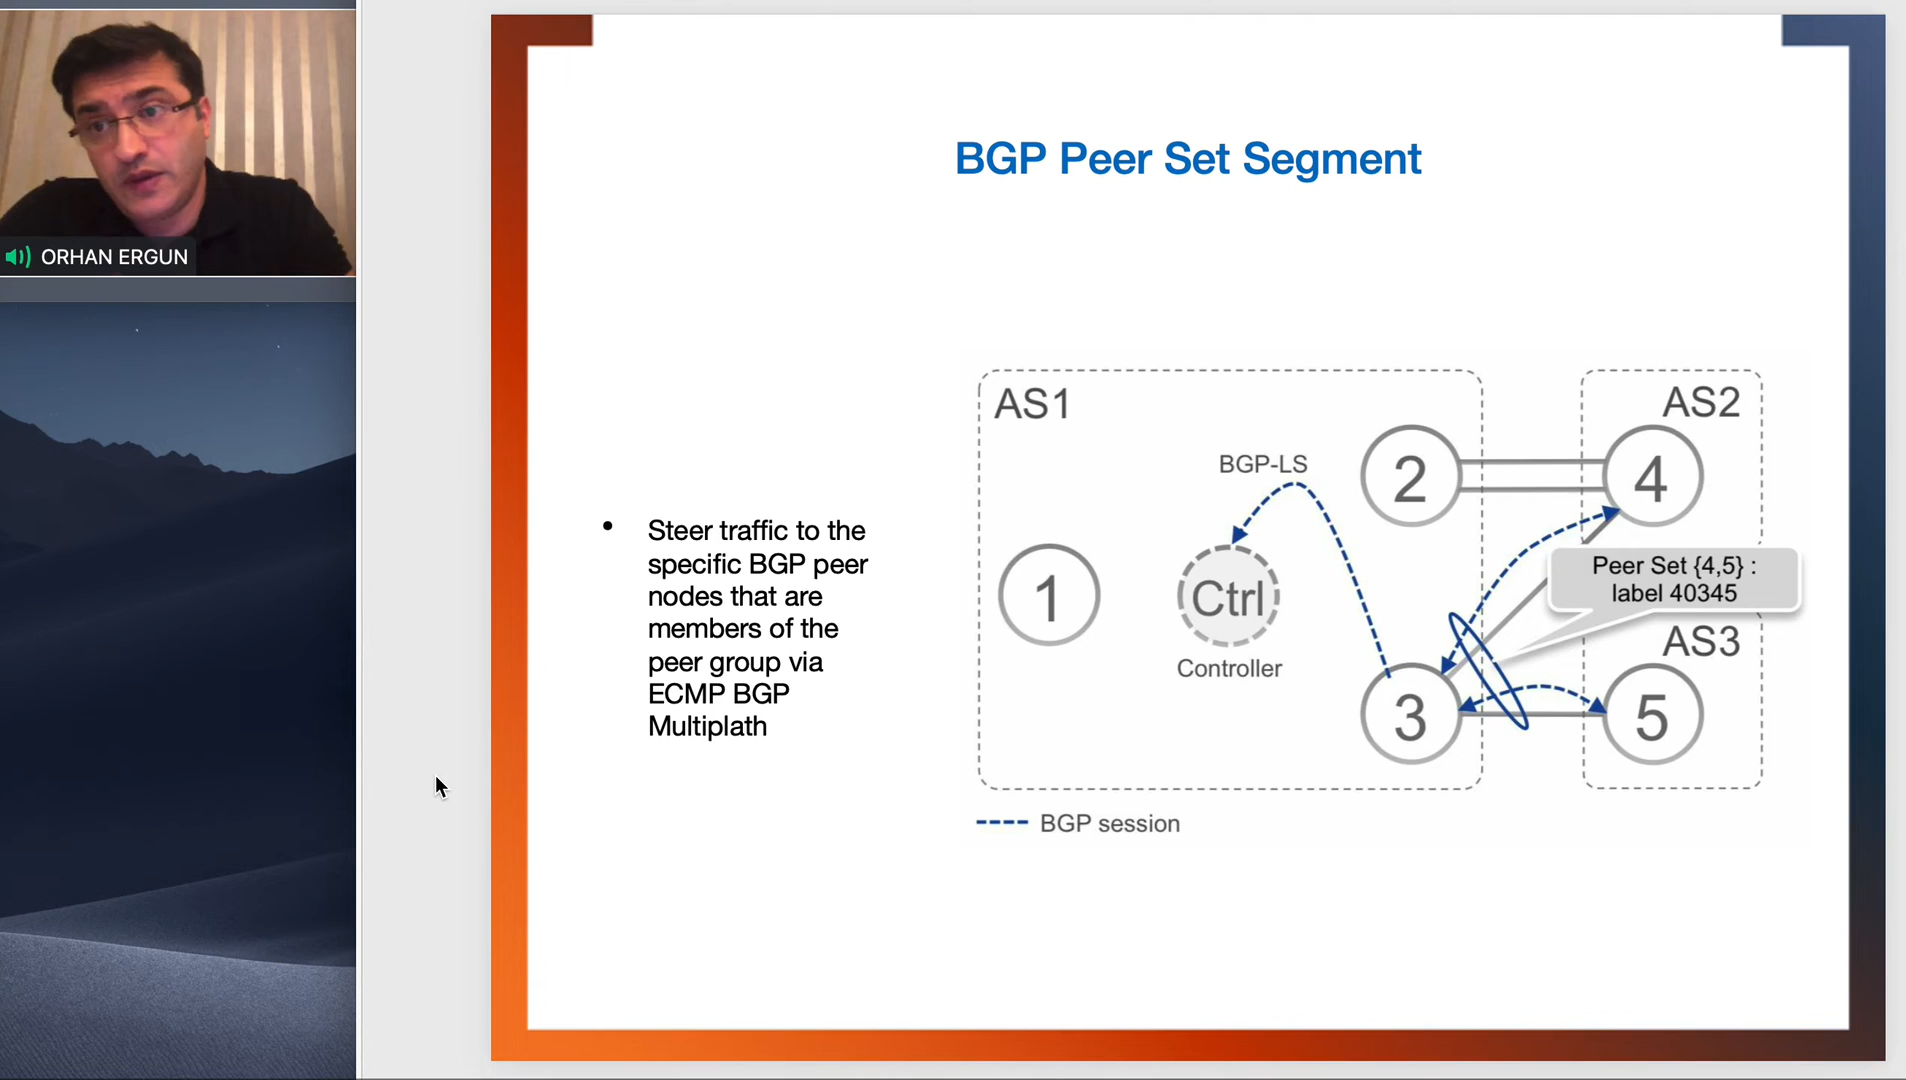 ORHAN ERGUN
BGP Peer Set Segment
• Steer traffic to the
specific BGP peer
nodes that are
members of the
peer group via
ECMP BGP
Multiplath
AS1
AS2
BGP-LS
2
4
Peer Set {4,5} :
label 40345
1
Ctrl
Controller
AS3
3
5
BGP session